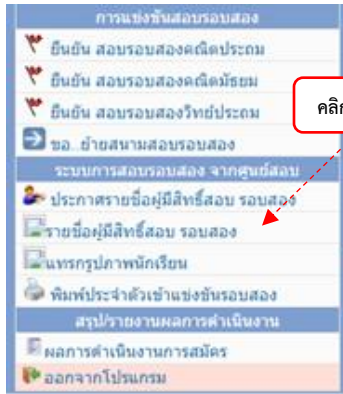 การแข่งขันสอบรอบสอง
ยืนยัน สอบรอบสองคณิตประถม
ยืนยัน สอบรอบสองคณิตมัธยม
ยืนยัน สอบรอบสองวิทย์ประถม
คลิก
ขอ..ย้ายสนามสอบรอบสอง
ระบบการสอบรอบสอง จากศูนย์สอบ
ประกาศรายชื่อผู้มีสิทธิ์สอบ รอบสอง
รายชื่อผู้มีสิทธิ์สอบ รอบสอง
แทรกรูปภาพนักเรียน
พิมพ์ประจำตัวเข้าแข่งขันรอบสอง
สรุป/รายงานผลการดำเนินงาน
ผลการดำเนินงานการสมัคร
ออกจากโปรแกรม